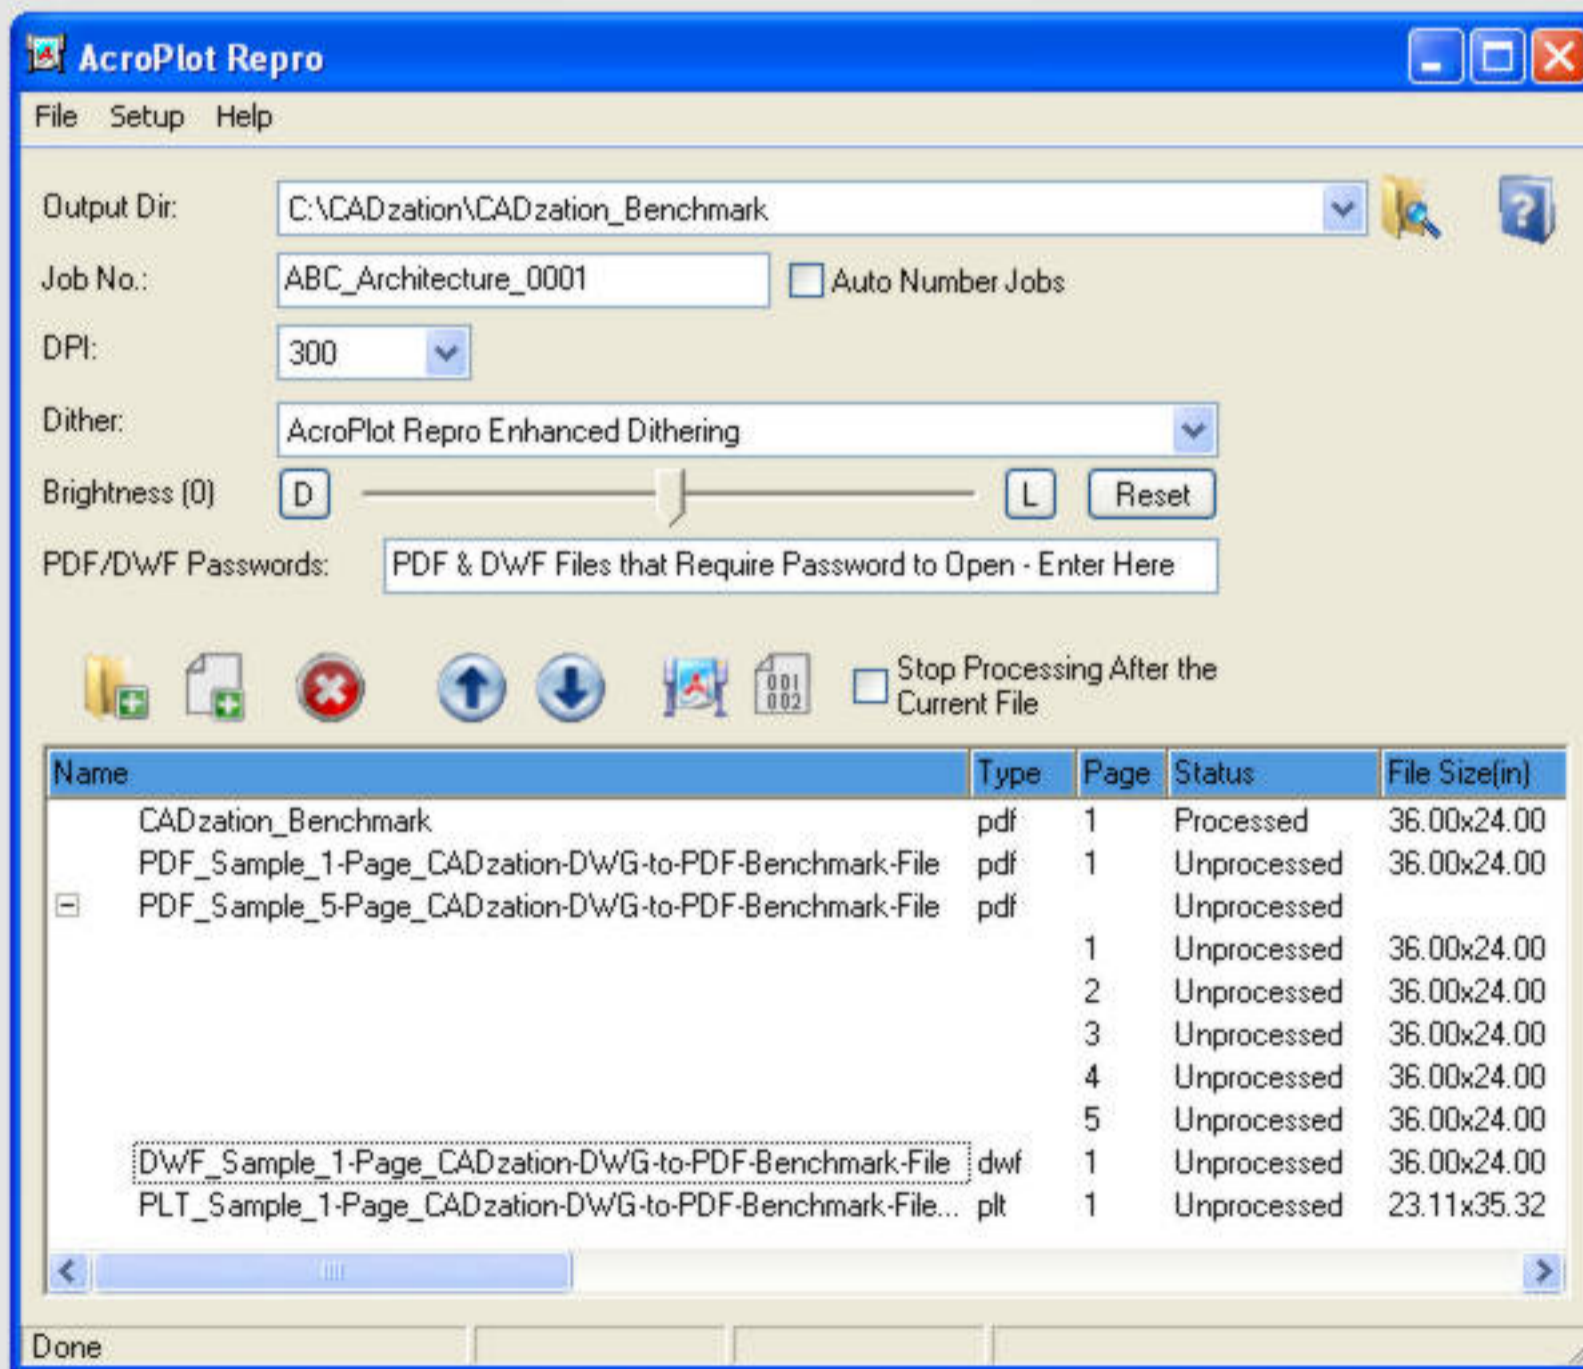 AcroPlot Repro
File Setup Help
Output Dir: C:\CADzation\CADzation_Benchmark
Job No.: ABC_Architecture_0001 Auto Number Jobs
DPI: 300
Dither: AcroPlot Repro Enhanced Dithering
Brightness (0) D L Reset
PDF/DWF Passwords: PDF & DWF Files that Require Password to Open - Enter Here
001
002
Stop Processing After the
Current File
Name Type Page Status File Size(in)
CADzation_Benchmark pdf 1 Processed 36.00x24.00
PDF_Sample_1-Page_CADzation-DWG-to-PDF-Benchmark-File pdf 1 Unprocessed 36.00x24.00
PDF_Sample_5-Page_CADzation-DWG-to-PDF-Benchmark-File pdf Unprocessed
1 Unprocessed 36.00x24.00
2 Unprocessed 36.00x24.00
3 Unprocessed 36.00x24.00
4 Unprocessed 36.00x24.00
5 Unprocessed 36.00x24.00
DWF_Sample_1-Page_CADzation-DWG-to-PDF-Benchmark-File dwf 1 Unprocessed 36.00x24.00
PLT_Sample_1-Page_CADzation-DWG-to-PDF-Benchmark-File... plt 1 Unprocessed 23.11x35.32
Done